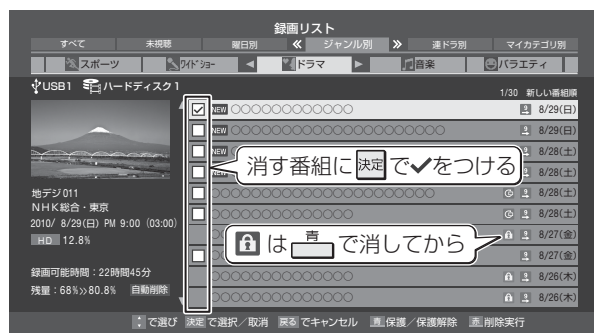 録画リスト
すべて 未視聴 曜日別 ≪ ジャンル別 ≫ 連ドラ別 マイカテゴリ別
スポーツ ワイドショー ◀ ドラマ ▶ 音楽 バラエティ
USB1 ハードディスク1
1/30 新しい番組順
NEW 〇〇〇〇〇〇〇〇〇〇〇〇 8/29(日)
NEW 〇〇〇〇〇〇〇〇〇〇〇〇〇〇〇〇〇〇〇〇〇 8/29(日)
8/28(土)
消す番組に 決定 で✔をつける
8/28(土)
〇〇〇〇〇〇〇〇〇〇〇〇〇〇〇〇〇〇〇〇〇 8/28(土)
〇〇〇〇〇〇〇〇〇〇〇〇 8/28(土)
は 青 で消してから
8/27(金)
8/27(金)
〇〇〇〇〇〇〇〇〇〇〇〇〇 8/26(木)
〇〇〇〇〇〇〇〇〇〇〇〇〇 8/26(木)
地デジ011
NHK総合・東京
2010/ 8/29(日) PM 9:00 (03:00)
HD 12.8%
録画可能時間:22時間45分
残量:68%≫80.8% 自動削除
で選び 決定 で選択/取消 戻る でキャンセル 青 保護/保護解除 赤 削除実行